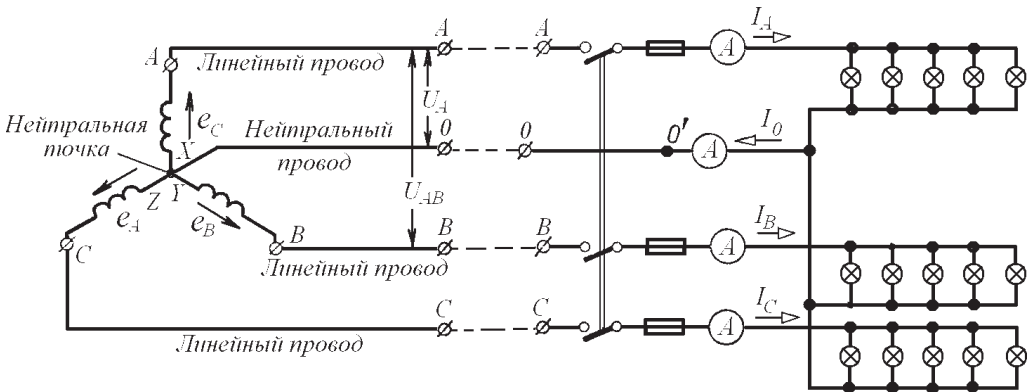 A
Линейный провод
A
A
A
I_A
U_A
Нейтральная
точка
X
e_C
Нейтральный
провод
0
0
0'
A
I_0
Z
Y
e_A
e_B
U_AB
C
B
Линейный провод
B
B
A
I_B
C
C
A
I_C
Линейный провод